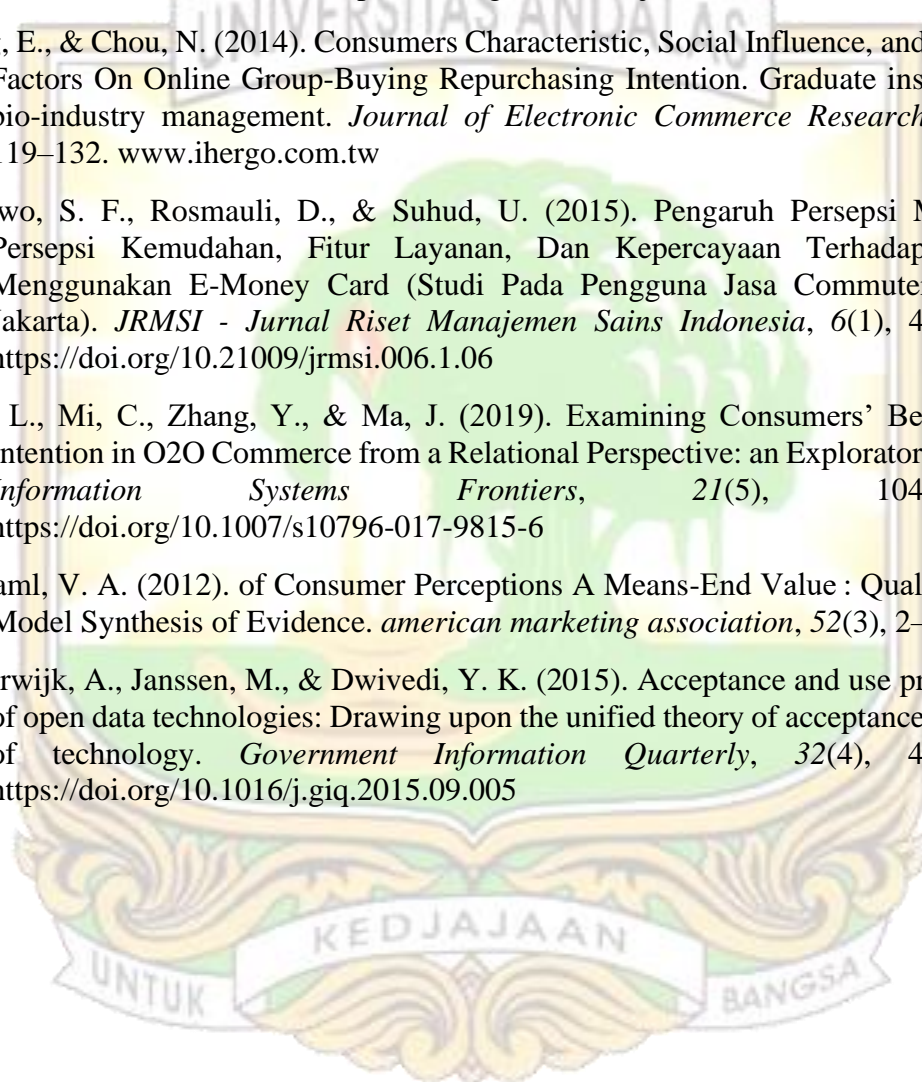 UNIVERSITAS ANDALAS
, E., & Chou, N. (2014). Consumers Characteristic, Social Influence, and
Factors On Online Group-Buying Repurchasing Intention. Graduate ins
bio-industry management. Journal of Electronic Commerce Research
119–132. www.ihergo.com.tw
wo, S. F., Rosmauli, D., & Suhud, U. (2015). Pengaruh Persepsi M
Persepsi Kemudahan, Fitur Layanan, Dan Kepercayaan Terhadap
Menggunakan E-Money Card (Studi Pada Pengguna Jasa Commute
Jakarta). JRMSI - Jurnal Riset Manajemen Sains Indonesia, 6(1), 4
https://doi.org/10.21009/jrmsi.006.1.06
L., Mi, C., Zhang, Y., & Ma, J. (2019). Examining Consumers’ Be
Intention in O2O Commerce from a Relational Perspective: an Explorator
Information Systems Frontiers, 21(5), 104
https://doi.org/10.1007/s10796-017-9815-6
aml, V. A. (2012). of Consumer Perceptions A Means-End Value : Qual
Model Synthesis of Evidence. american marketing association, 52(3), 2–
rwijk, A., Janssen, M., & Dwivedi, Y. K. (2015). Acceptance and use pr
of open data technologies: Drawing upon the unified theory of acceptance
of technology. Government Information Quarterly, 32(4), 4
https://doi.org/10.1016/j.giq.2015.09.005
UNTUK KEDJAJAAN BANGSA